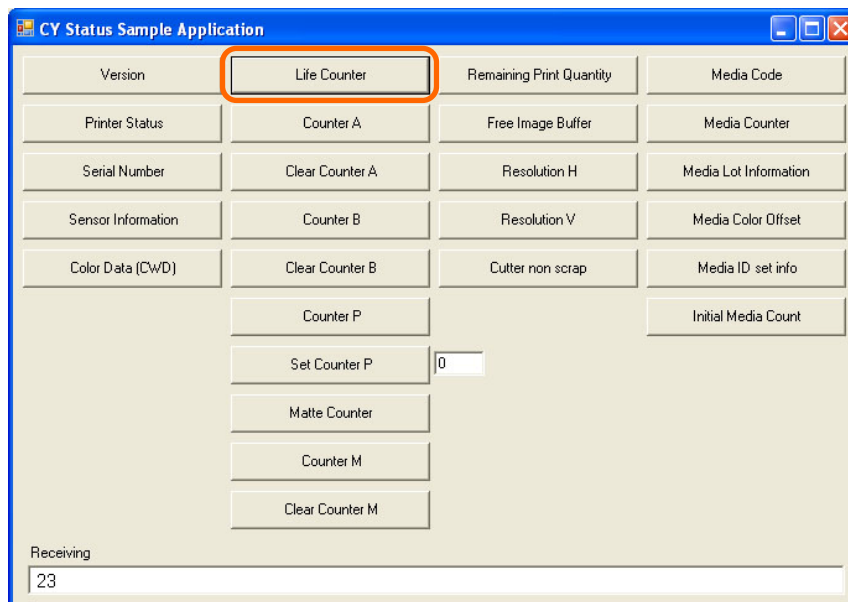 CY Status Sample Application
Version Life Counter Remaining Print Quantity Media Code
Printer Status Counter A Free Image Buffer Media Counter
Serial Number Clear Counter A Resolution H Media Lot Information
Sensor Information Counter B Resolution V Media Color Offset
Color Data (CWD) Clear Counter B Cutter non scrap Media ID set info
Counter P Initial Media Count
Set Counter P 0
Matte Counter
Counter M
Clear Counter M
Receiving
23